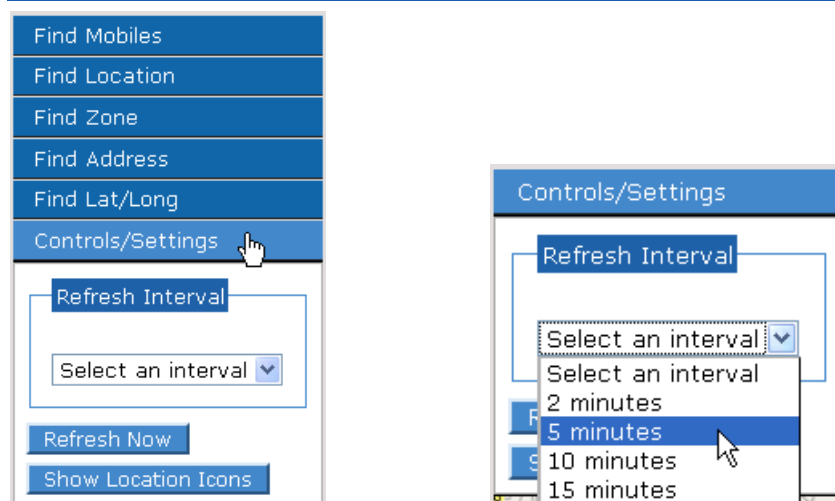 Find Mobiles
Find Location
Find Zone
Find Address
Find Lat/Long
Controls/Settings
Refresh Interval
Select an interval
Refresh Now
Show Location Icons
Controls/Settings
Refresh Interval
Select an interval
Select an interval
2 minutes
5 minutes
10 minutes
15 minutes